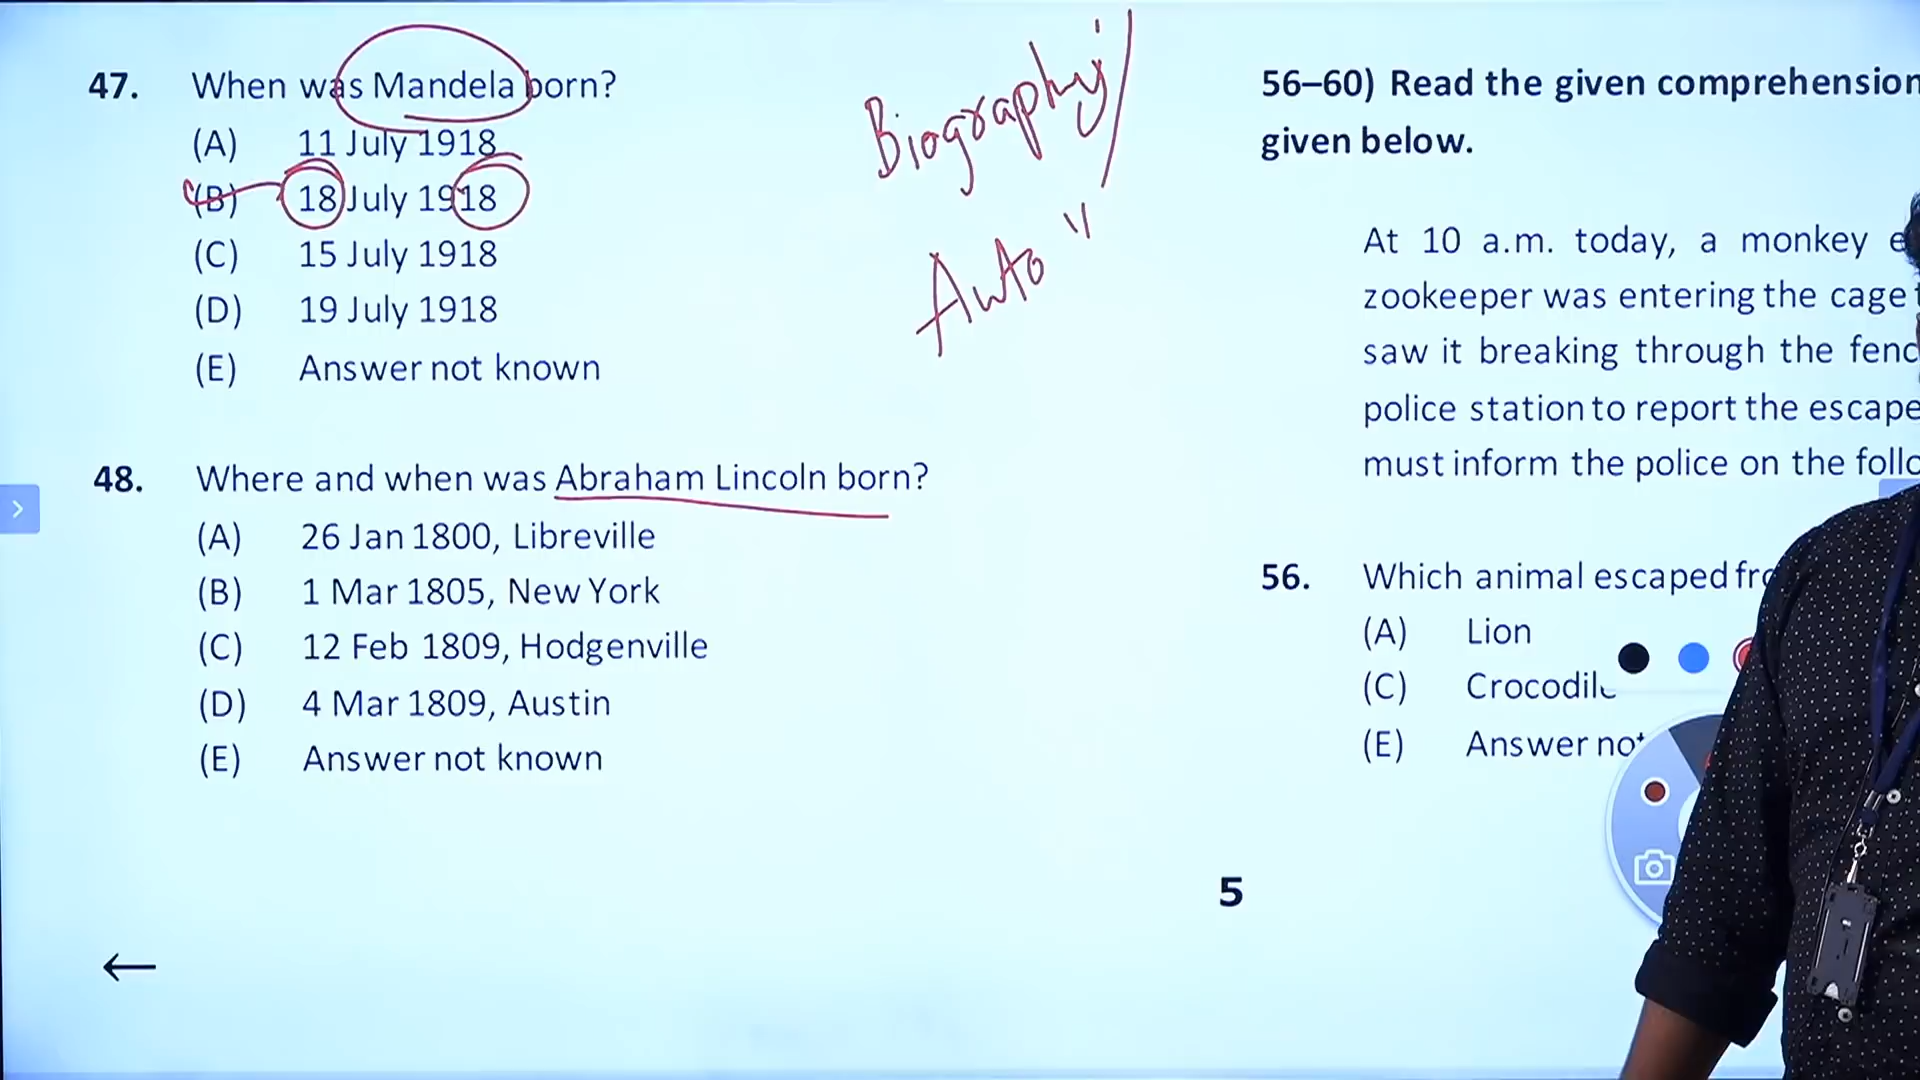 47. When was Mandela born?
(A) 11 July 1918
(B) 18 July 1918
(C) 15 July 1918
(D) 19 July 1918
(E) Answer not known
48. Where and when was Abraham Lincoln born?
(A) 26 Jan 1800, Libreville
(B) 1 Mar 1805, New York
(C) 12 Feb 1809, Hodgenville
(D) 4 Mar 1809, Austin
(E) Answer not known
Biography
Auto "
56–60) Read the given comprehension
given below.
At 10 a.m. today, a monkey
zookeeper was entering the cage
saw it breaking through the
police station to report the
must inform the police on the
56. Which animal escaped
(A) Lion
(C) Crocodile
(E) Answer
5